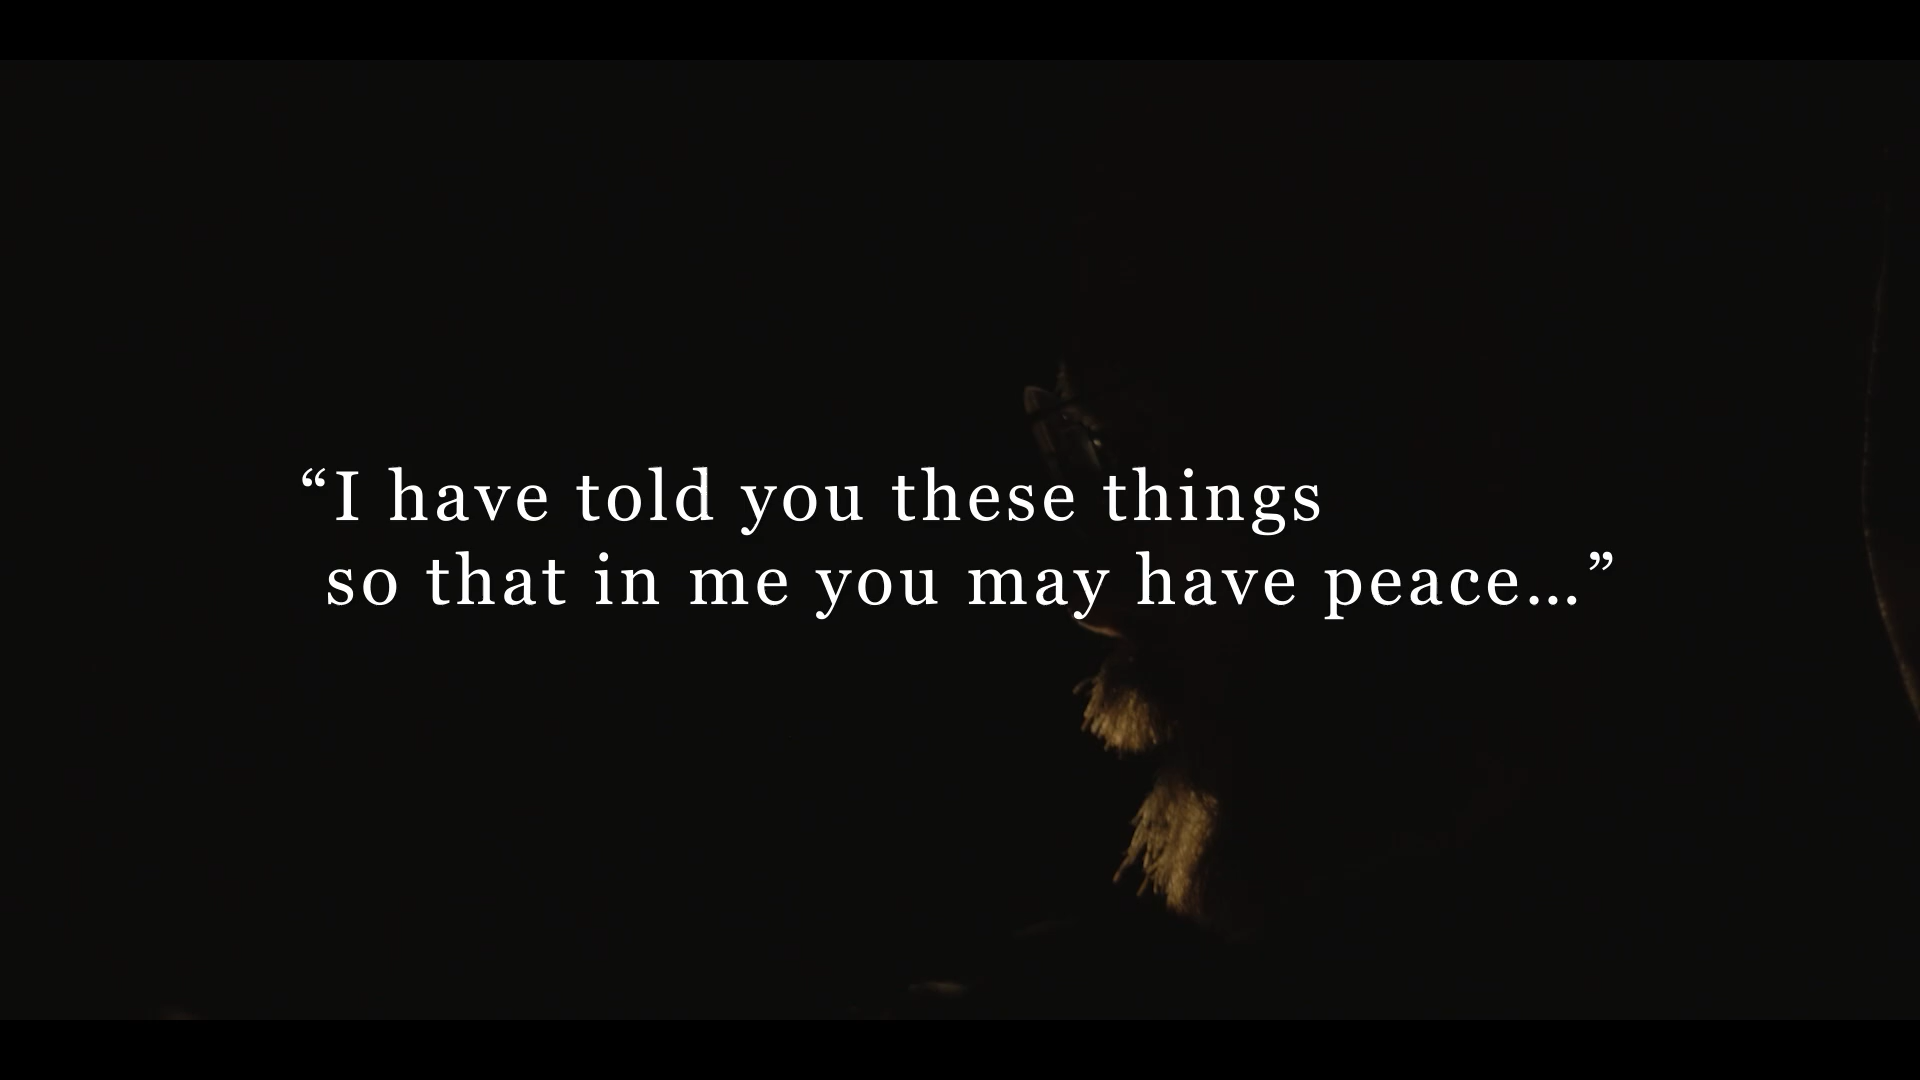 “I have told you these things
so that in me you may have peace...”